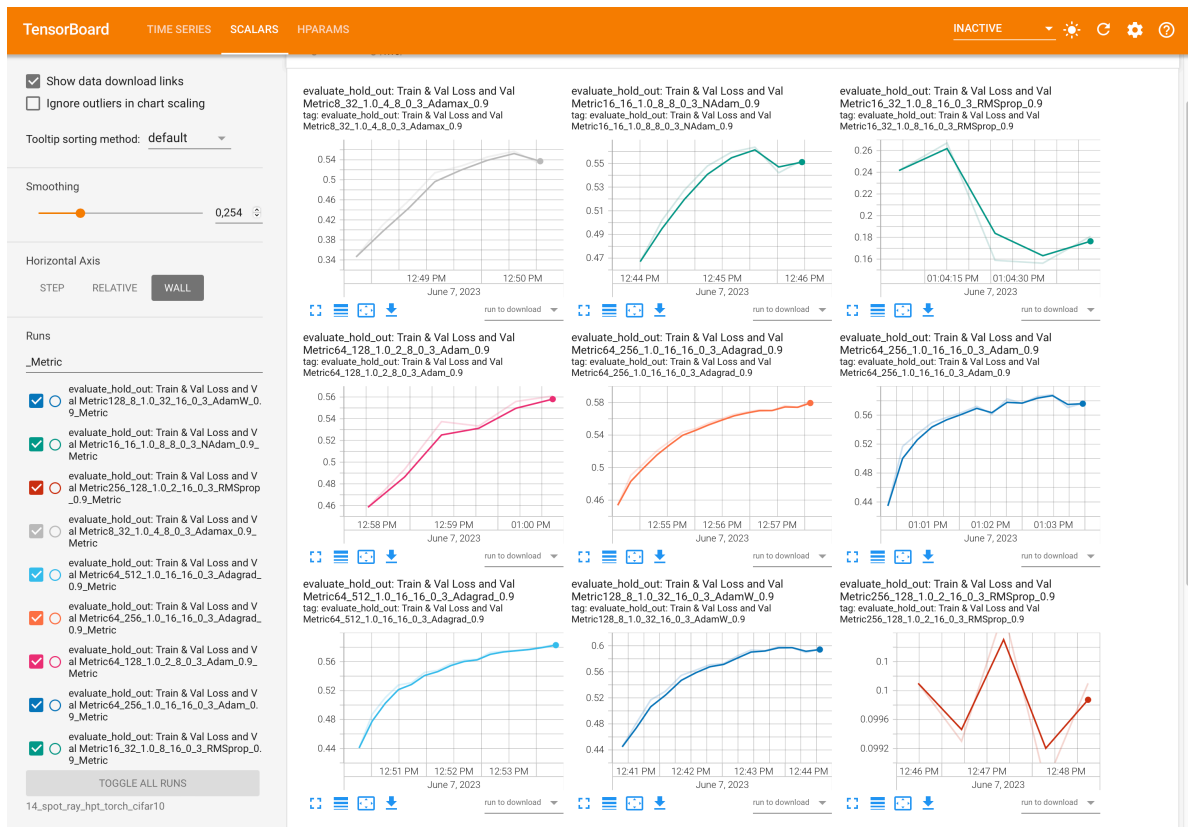 TensorBoard
TIME SERIES
SCALARS
HPARAMS
INACTIVE
Show data download links
Ignore outliers in chart scaling
Tooltip sorting method:
default
Smoothing
0,254
Horizontal Axis
STEP
RELATIVE
WALL
Runs
_Metric
evaluate_hold_out: Train & Val Loss and V
al Metric128_8_1.0_32_16_0_3_AdamW_0.
9_Metric
evaluate_hold_out: Train & Val Loss and V
al Metric16_16_1.0_8_8_0_3_NAdam_0.9_
Metric
evaluate_hold_out: Train & Val Loss and V
al Metric256_128_1.0_2_16_0_3_RMSprop
_0.9_Metric
evaluate_hold_out: Train & Val Loss and V
al Metric8_32_1.0_4_8_0_3_Adamax_0.9_
Metric
evaluate_hold_out: Train & Val Loss and V
al Metric64_512_1.0_16_16_0_3_Adagrad_
0.9_Metric
evaluate_hold_out: Train & Val Loss and V
al Metric64_256_1.0_16_16_0_3_Adagrad_
0.9_Metric
evaluate_hold_out: Train & Val Loss and V
al Metric64_128_1.0_2_8_0_3_Adam_0.9_
Metric
evaluate_hold_out: Train & Val Loss and V
al Metric64_256_1.0_16_16_0_3_Adam_0.
9_Metric
evaluate_hold_out: Train & Val Loss and V
al Metric16_32_1.0_8_16_0_3_RMSprop_0.
9_Metric
TOGGLE ALL RUNS
14_spot_ray_hpt_torch_cifar10
evaluate_hold_out: Train & Val Loss and Val
Metric8_32_1.0_4_8_0_3_Adamax_0.9
tag: evaluate_hold_out: Train & Val Loss and Val
Metric8_32_1.0_4_8_0_3_Adamax_0.9
0.54
0.5
0.46
0.42
0.38
0.34
12:49 PM
12:50 PM
June 7, 2023
run to download
evaluate_hold_out: Train & Val Loss and Val
Metric16_16_1.0_8_8_0_3_NAdam_0.9
tag: evaluate_hold_out: Train & Val Loss and Val
Metric16_16_1.0_8_8_0_3_NAdam_0.9
0.55
0.53
0.51
0.49
0.47
12:44 PM
12:45 PM
12:46 PM
June 7, 2023
run to download
evaluate_hold_out: Train & Val Loss and Val
Metric16_32_1.0_8_16_0_3_RMSprop_0.9
tag: evaluate_hold_out: Train & Val Loss and Val
Metric16_32_1.0_8_16_0_3_RMSprop_0.9
0.26
0.24
0.22
0.2
0.18
0.16
01:04:15 PM
01:04:30 PM
June 7, 2023
run to download
evaluate_hold_out: Train & Val Loss and Val
Metric64_128_1.0_2_8_0_3_Adam_0.9
tag: evaluate_hold_out: Train & Val Loss and Val
Metric64_128_1.0_2_8_0_3_Adam_0.9
0.56
0.54
0.52
0.5
0.48
0.46
12:58 PM
12:59 PM
01:00 PM
June 7, 2023
run to download
evaluate_hold_out: Train & Val Loss and Val
Metric64_256_1.0_16_16_0_3_Adagrad_0.9
tag: evaluate_hold_out: Train & Val Loss and Val
Metric64_256_1.0_16_16_0_3_Adagrad_0.9
0.58
0.54
0.5
0.46
12:55 PM
12:56 PM
12:57 PM
June 7, 2023
run to download
evaluate_hold_out: Train & Val Loss and Val
Metric64_256_1.0_16_16_0_3_Adam_0.9
tag: evaluate_hold_out: Train & Val Loss and Val
Metric64_256_1.0_16_16_0_3_Adam_0.9
0.56
0.52
0.48
0.44
01:01 PM
01:02 PM
01:03 PM
June 7, 2023
run to download
evaluate_hold_out: Train & Val Loss and Val
Metric64_512_1.0_16_16_0_3_Adagrad_0.9
tag: evaluate_hold_out: Train & Val Loss and Val
Metric64_512_1.0_16_16_0_3_Adagrad_0.9
0.56
0.52
0.48
0.44
12:51 PM
12:52 PM
12:53 PM
June 7, 2023
run to download
evaluate_hold_out: Train & Val Loss and Val
Metric128_8_1.0_32_16_0_3_AdamW_0.9
tag: evaluate_hold_out: Train & Val Loss and Val
Metric128_8_1.0_32_16_0_3_AdamW_0.9
0.6
0.56
0.52
0.48
0.44
12:41 PM
12:42 PM
12:43 PM
12:44 PM
June 7, 2023
run to download
evaluate_hold_out: Train & Val Loss and Val
Metric256_128_1.0_2_16_0_3_RMSprop_0.9
tag: evaluate_hold_out: Train & Val Loss and Val
Metric256_128_1.0_2_16_0_3_RMSprop_0.9
0.1
0.1
0.0996
0.0992
12:46 PM
12:47 PM
12:48 PM
June 7, 2023
run to download